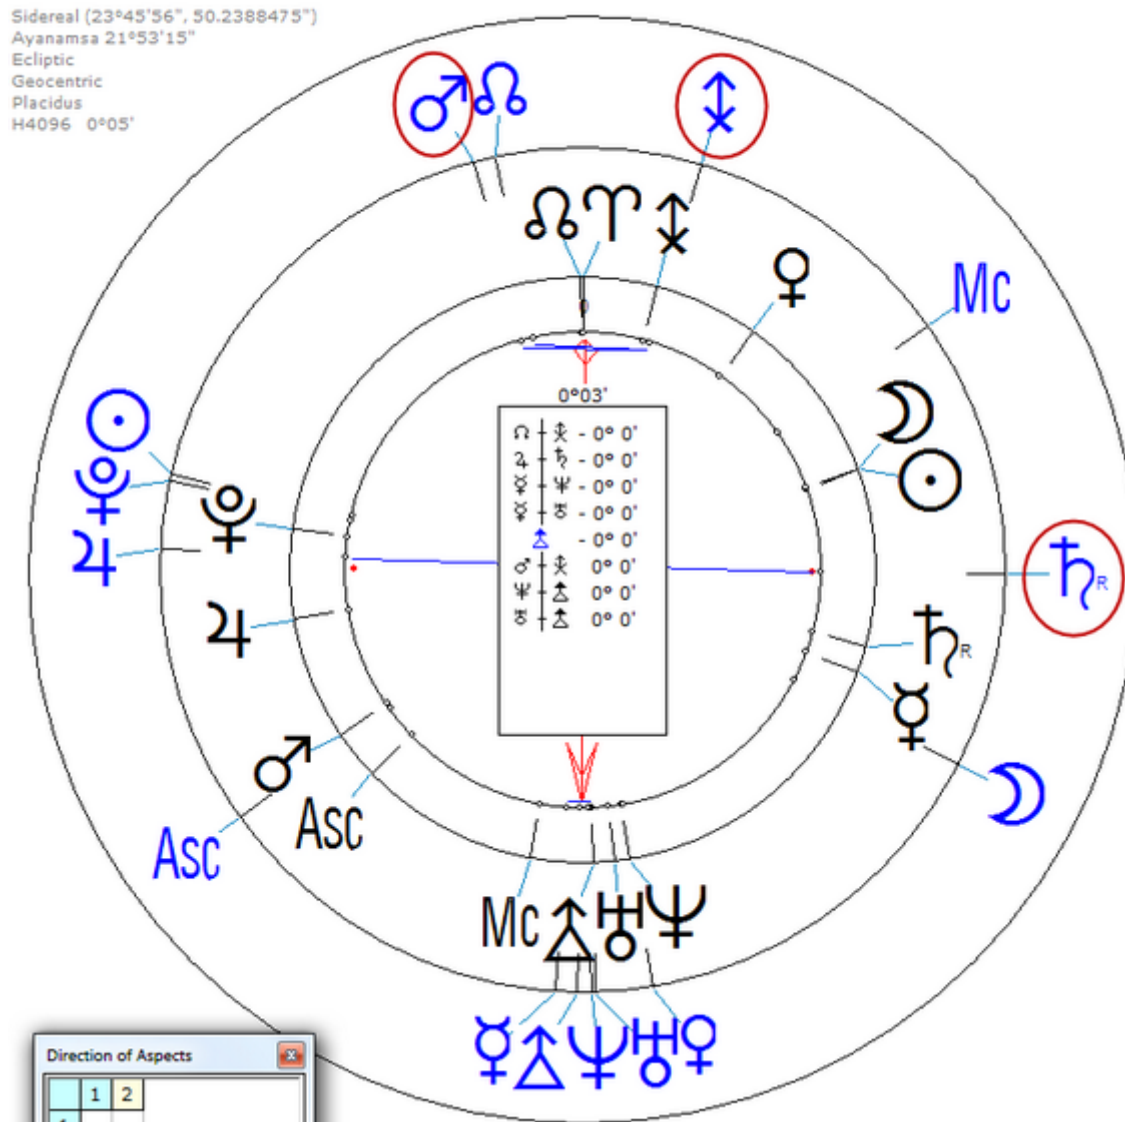 Sidereal (23°45'56", 50.2388475")
Ayanamsa 21°53'15"
Ecliptic
Geocentric
Placidus
H4096 0°05'
♂ ☊
☊ ♈
Mc
♀
☽
☉
☉
♇
♇
♃
0°03'
☊ - 0° 0'
♃ ♄ - 0° 0'
☿ ♆ - 0° 0'
☿ ♅ - 0° 0'
- 0° 0'
♂ 0° 0'
♆ 0° 0'
♅ 0° 0'
♄R
♃
♄R
☿
♂
☽
Asc
Asc
Mc ♅ ♆
☿ ♆ ♅ ♀
Direction of Aspects
1 2